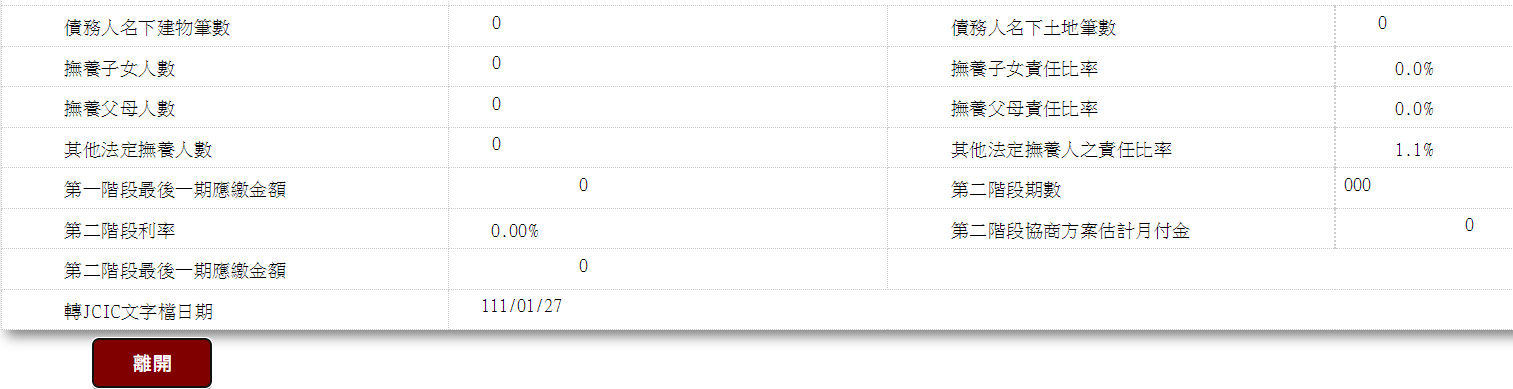 債務人名下建物筆數 0 債務人名下土地筆數 0
撫養子女人數 0 撫養子女責任比率 0.0%
撫養父母人數 0 撫養父母責任比率 0.0%
其他法定撫養人數 0 其他法定撫養人之責任比率 1.1%
第一階段最後一期應繳金額 0 第二階段期數 000
第二階段利率 0.00% 第二階段協商方案估計月付金 0
第二階段最後一期應繳金額 0
轉JCIC文字檔日期 111/01/27
離開